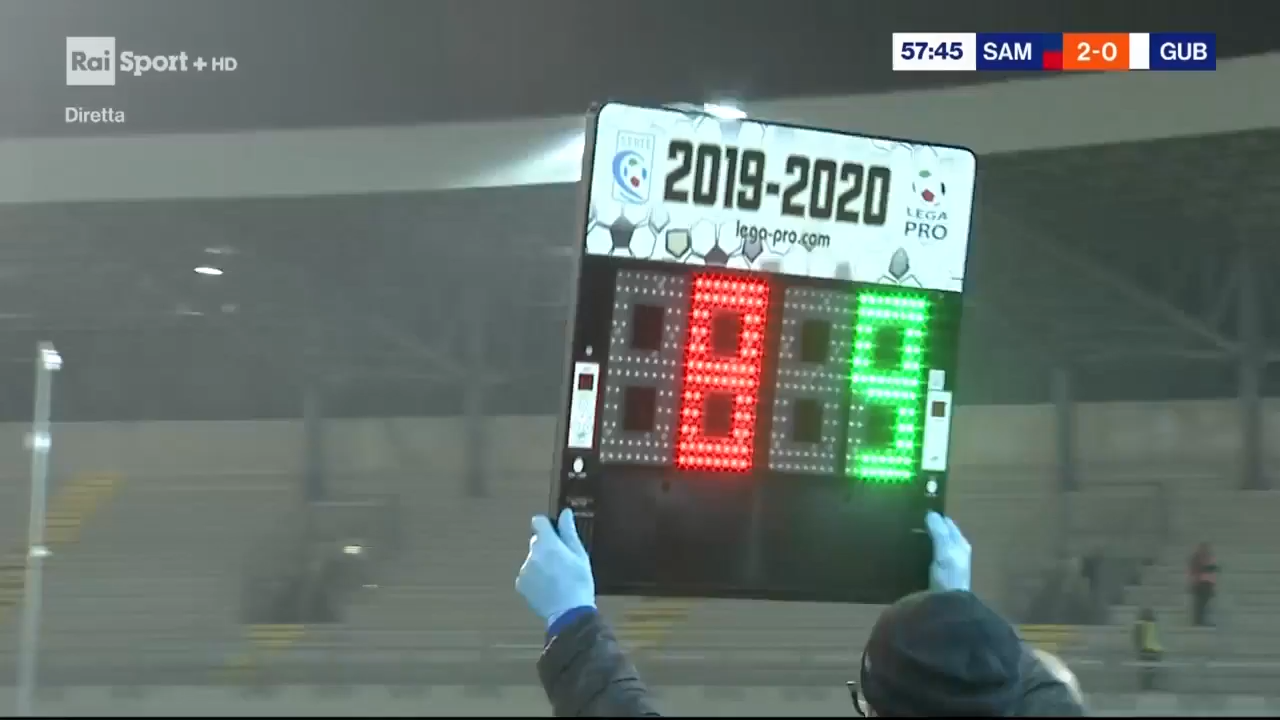 Rai Sport + HD
Diretta
57:45 SAM 2-0 GUB
SERIE
2019-2020
LEGA
PRO
lega-pro.com
8 9